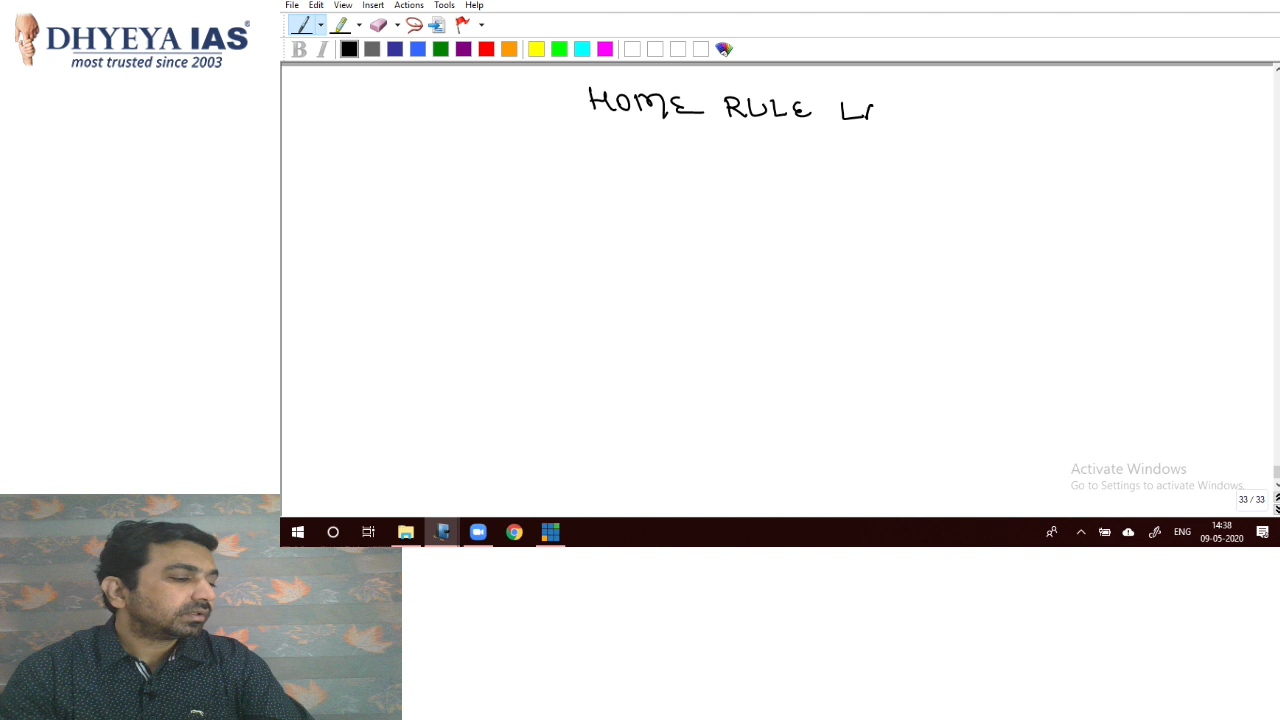 File Edit View Insert Actions Tools Help
DHYEYA IAS®
most trusted since 2003
B I
HOME RULE
Activate Windows
Go to Settings to activate Windows.
33 / 33
ENG
14:38
09-05-2020